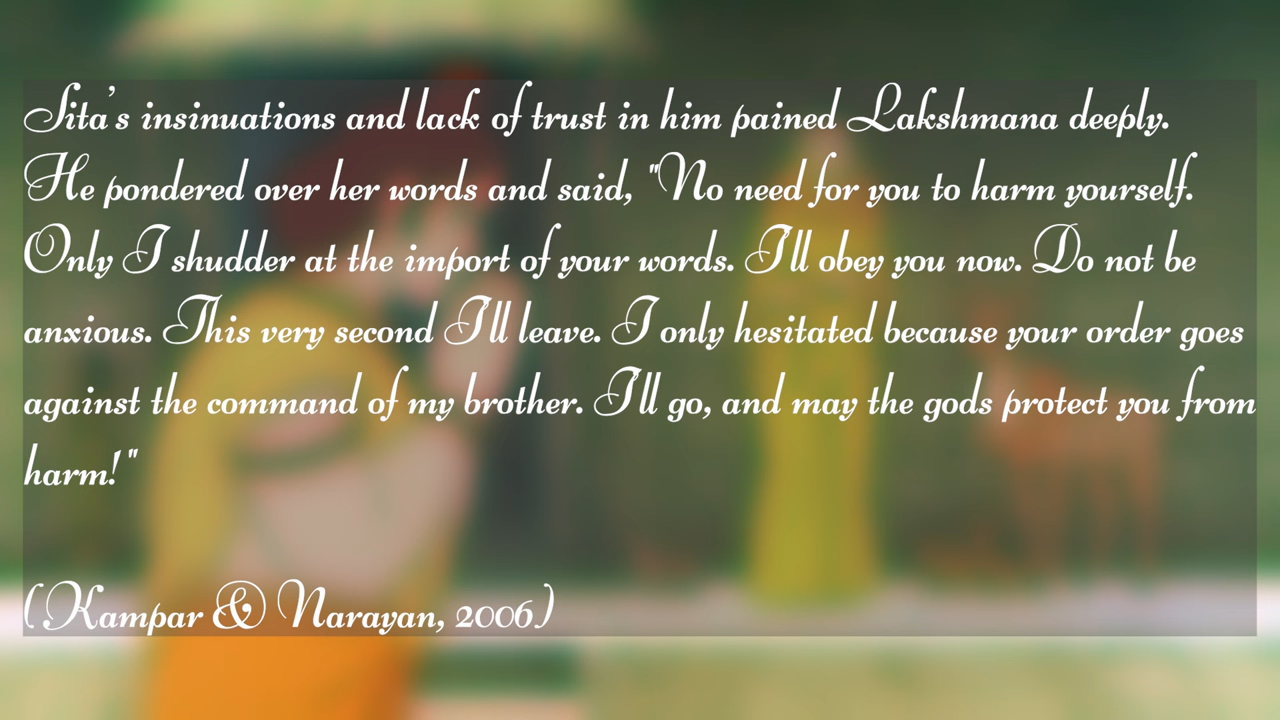 Sita's insinuations and lack of trust in him pained Lakshmana deeply.
He pondered over her words and said, "No need for you to harm yourself.
Only I shudder at the import of your words. I'll obey you now. Do not be
anxious. This very second I'll leave. I only hesitated because your order goes
against the command of my brother. I'll go, and may the gods protect you from
harm!"
(Kampar & Narayan, 2006)